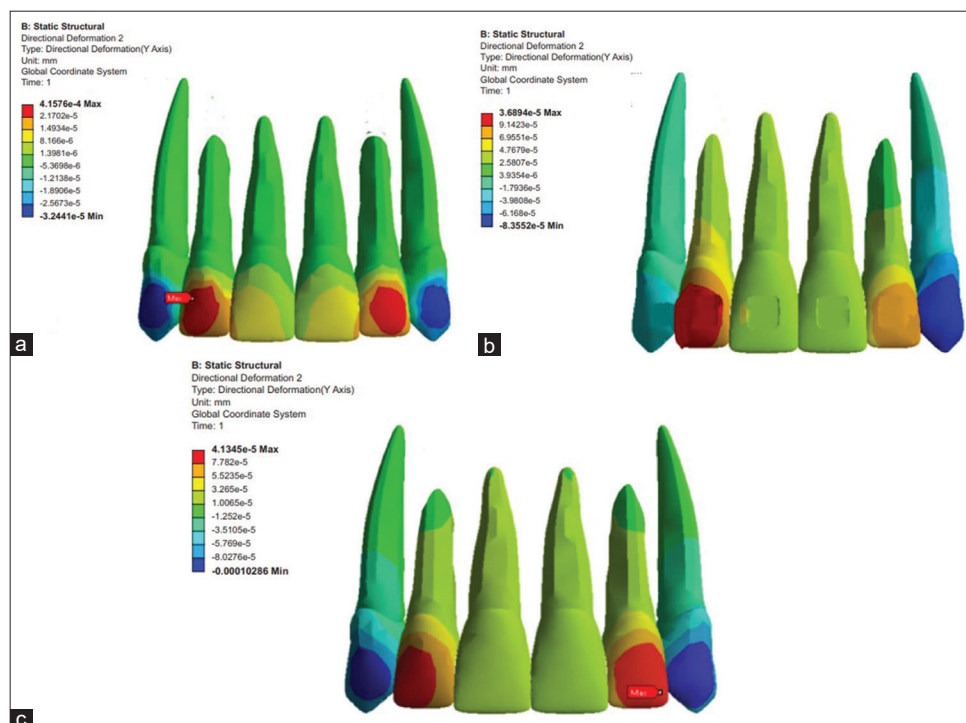 B: Static Structural
Directional Deformation 2
Type: Directional Deformation(Y Axis)
Unit: mm
Global Coordinate System
Time: 1
4.1576e-4 Max
2.1702e-5
1.4934e-5
8.166e-6
1.3981e-6
-5.3698e-6
-1.2138e-5
-1.8906e-5
-2.5673e-5
-3.2441e-5 Min
Max
a
B: Static Structural
Directional Deformation 2
Type: Directional Deformation(Y Axis)
Unit: mm
Global Coordinate System
Time: 1
3.6894e-5 Max
9.1423e-5
6.9551e-5
4.7679e-5
2.5807e-5
3.9354e-6
-1.7936e-5
-3.9808e-5
-6.168e-5
-8.3552e-5 Min
b
B: Static Structural
Directional Deformation 2
Type: Directional Deformation(Y Axis)
Unit: mm
Global Coordinate System
Time: 1
4.1345e-5 Max
7.782e-5
5.5235e-5
3.265e-5
1.0065e-5
-1.252e-5
-3.5105e-5
-5.769e-5
-8.0276e-5
-0.00010286 Min
Max
c